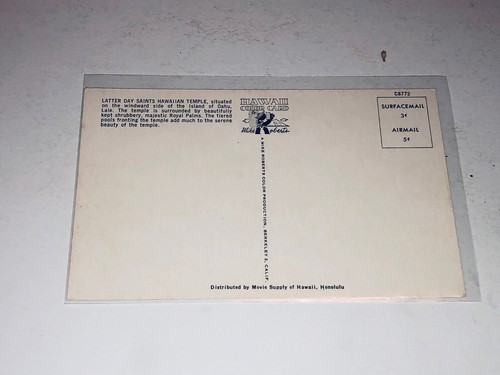 LATTER DAY SAINTS HAWAIIAN TEMPLE, situated
on the windward side of the island of Oahu,
Laie. The temple is surrounded by beautifully
kept shrubbery, majestic Royal Palms. The tiered
pools fronting the temple add much to the serene
beauty of the temple.
HAWAII
COLOR CARD
Mike Roberts
C8772
SURFACEMAIL
3¢
AIRMAIL
5¢
A MIKE ROBERTS COLOR PRODUCTION, BERKELEY 2, CALIF.
Distributed by Movie Supply of Hawaii, Honolulu